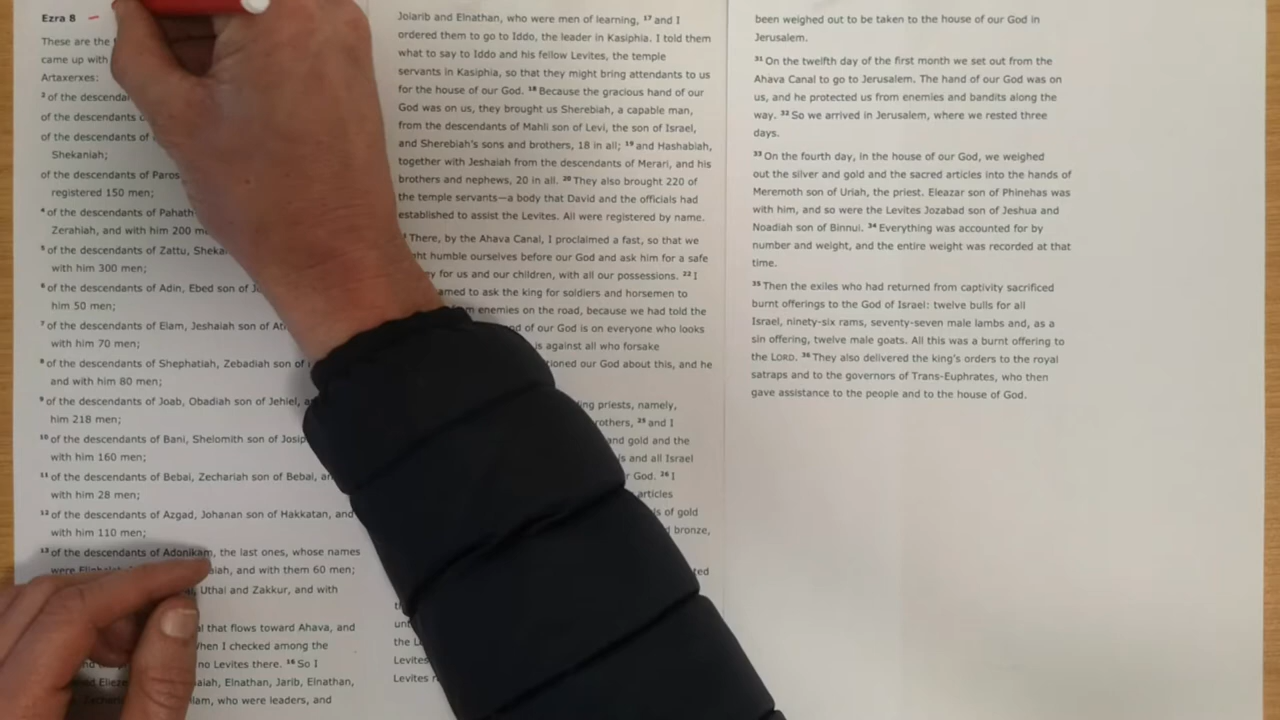 Ezra 8
These are the
came up with
Artaxerxes:
2 of the
of the descendants
of the descendants of
Shekaniah;
of the descendants of Paros
registered 150 men;
4 of the descendants of Pahath
Zerahiah, and with him 200
5 of the descendants of Zattu,
with him 300 men;
6 of the descendants of Adin, Ebed son of
him 50 men;
7 of the descendants of Elam, Jeshaiah son of
with him 70 men;
8 of the descendants of Shephatiah, Zebadiah son of
and with him 80 men;
9 of the descendants of Joab, Obadiah son of Jehiel,
him 218 men;
10 of the descendants of Bani, Shelomith son of
with him 160 men;
11 of the descendants of Bebai, Zechariah son of Bebai,
with him 28 men;
12 of the descendants of Azgad, Johanan son of Hakkatan, and
with him 110 men;
13 of the descendants of Adonikam, the last ones, whose names
were and with them 60 men;
Uthai and Zakkur, and with
that flows toward Ahava, and
When I checked among the
no Levites there. 16 So I
Elnathan, Jarib, Elnathan,
who were leaders, and
Joiarib and Elnathan, who were men of learning, 17 and I
ordered them to go to Iddo, the leader in Kasiphia. I told them
what to say to Iddo and his fellow Levites, the temple
servants in Kasiphia, so that they might bring attendants to us
for the house of our God. 18 Because the gracious hand of our
God was on us, they brought us Sherebiah, a capable man,
from the descendants of Mahli son of Levi, the son of Israel,
and Sherebiah's sons and brothers, 18 in all; 19 and Hashabiah,
together with Jeshaiah from the descendants of Merari, and his
brothers and nephews, 20 in all. 20 They also brought 220 of
the temple servants—a body that David and the officials had
established to assist the Levites. All were registered by name.
There, by the Ahava Canal, I proclaimed a fast, so that we
humble ourselves before our God and ask him for a safe
for us and our children, with all our possessions. 22 I
to ask the king for soldiers and horsemen to
enemies on the road, because we had told the
of our God is on everyone who looks
is against all who forsake
our God about this, and he
priests, namely,
25 and I
and gold and the
and all Israel
God. 26 I
articles
of gold
bronze,
the
Levites
Levites
been weighed out to be taken to the house of our God in
Jerusalem.
31 On the twelfth day of the first month we set out from the
Ahava Canal to go to Jerusalem. The hand of our God was on
us, and he protected us from enemies and bandits along the
way. 32 So we arrived in Jerusalem, where we rested three
days.
33 On the fourth day, in the house of our God, we weighed
out the silver and gold and the sacred articles into the hands of
Meremoth son of Uriah, the priest. Eleazar son of Phinehas was
with him, and so were the Levites Jozabad son of Jeshua and
Noadiah son of Binnui. 34 Everything was accounted for by
number and weight, and the entire weight was recorded at that
time.
35 Then the exiles who had returned from captivity sacrificed
burnt offerings to the God of Israel: twelve bulls for all
Israel, ninety-six rams, seventy-seven male lambs and, as a
sin offering, twelve male goats. All this was a burnt offering to
the LORD. 36 They also delivered the king's orders to the royal
satraps and to the governors of Trans-Euphrates, who then
gave assistance to the people and to the house of God.